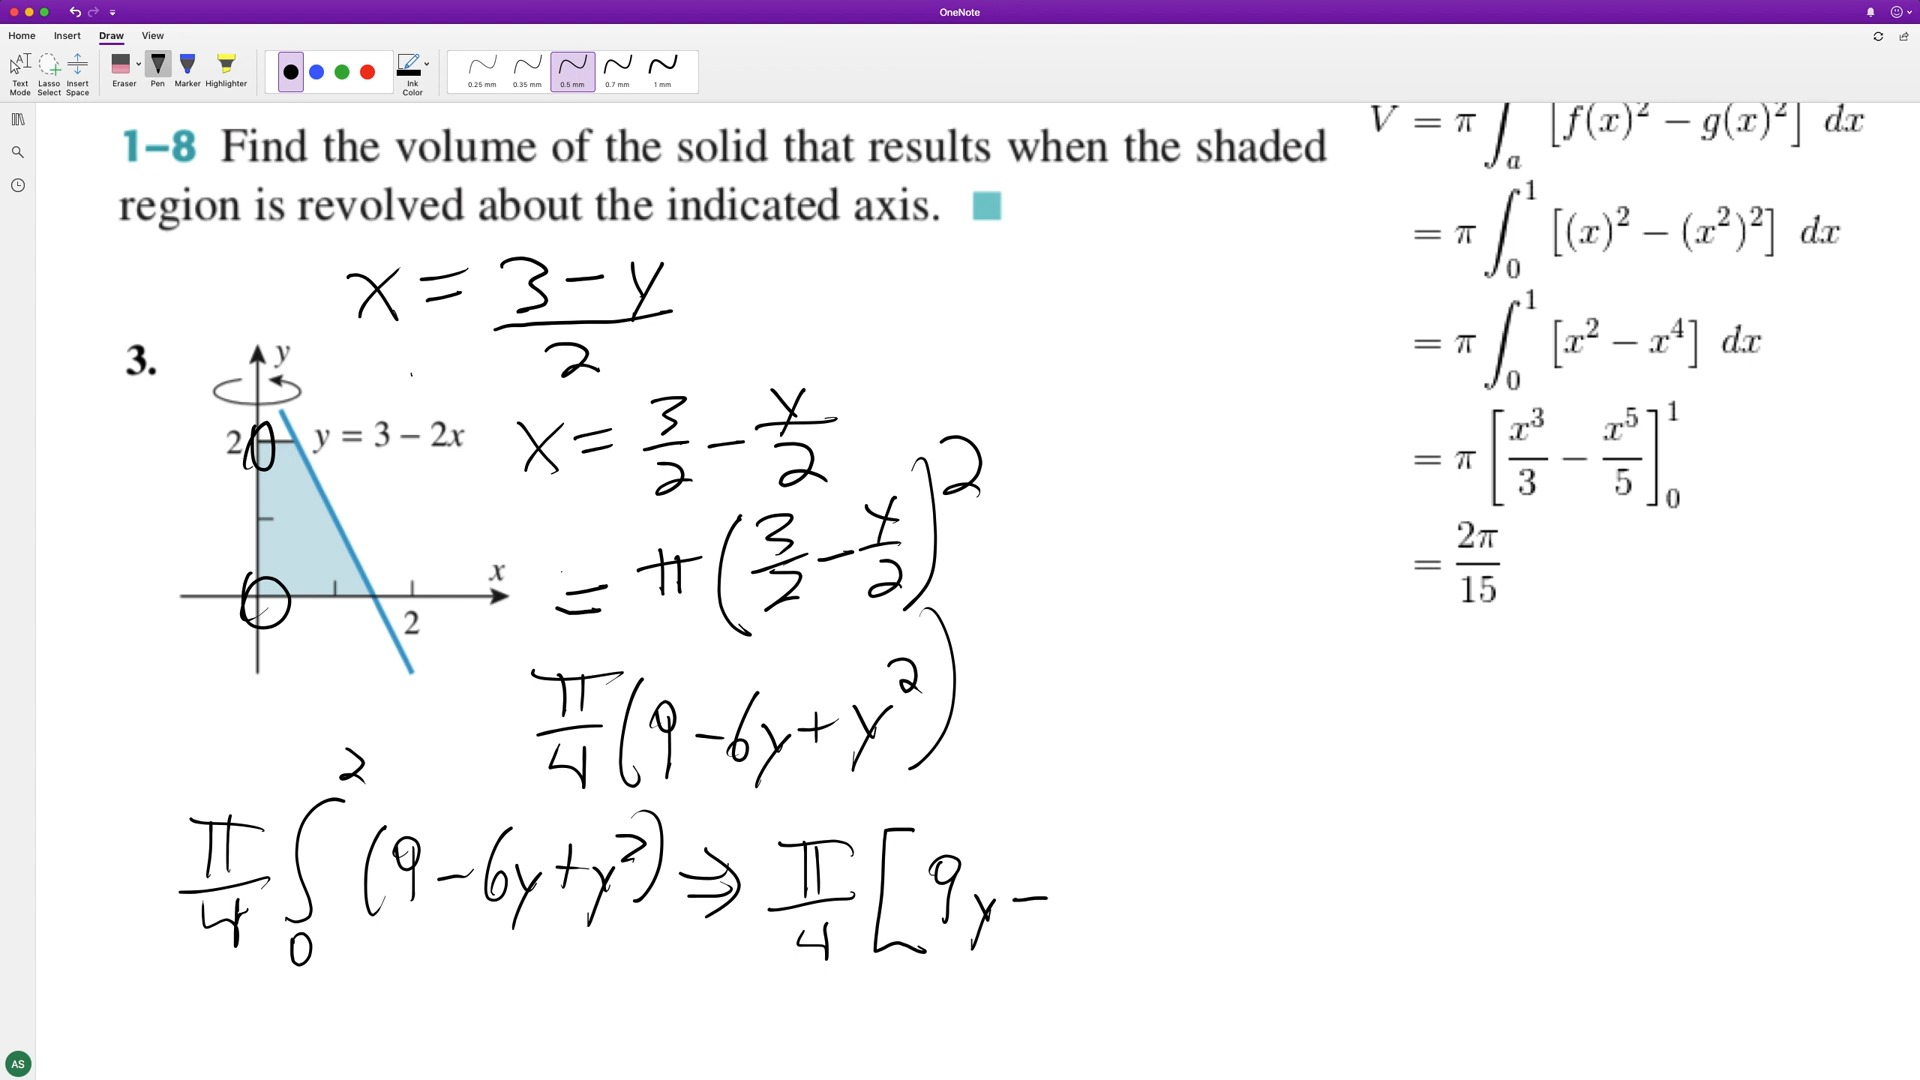 OneNote
Home Insert Draw View
Text Mode Lasso Select Insert Space Eraser Pen Marker Highlighter Ink Color 0.25 mm 0.35 mm 0.5 mm 0.7 mm 1 mm
1–8 Find the volume of the solid that results when the shaded
region is revolved about the indicated axis.
x = (3 − y)/2
3.
y
2
y = 3 − 2x
x
2
x = 3/2 − y/2
= π(3/2 − y/2)²
π/4 (9 − 6y + y²)
π/4 ∫₀² (9 − 6y + y²) ⇒ π/4 [9y −
V = π ∫ₐ [f(x)² − g(x)²] dx
= π ∫₀¹ [(x)² − (x²)²] dx
= π ∫₀¹ [x² − x⁴] dx
= π [x³/3 − x⁵/5]₀¹
= 2π/15
AS